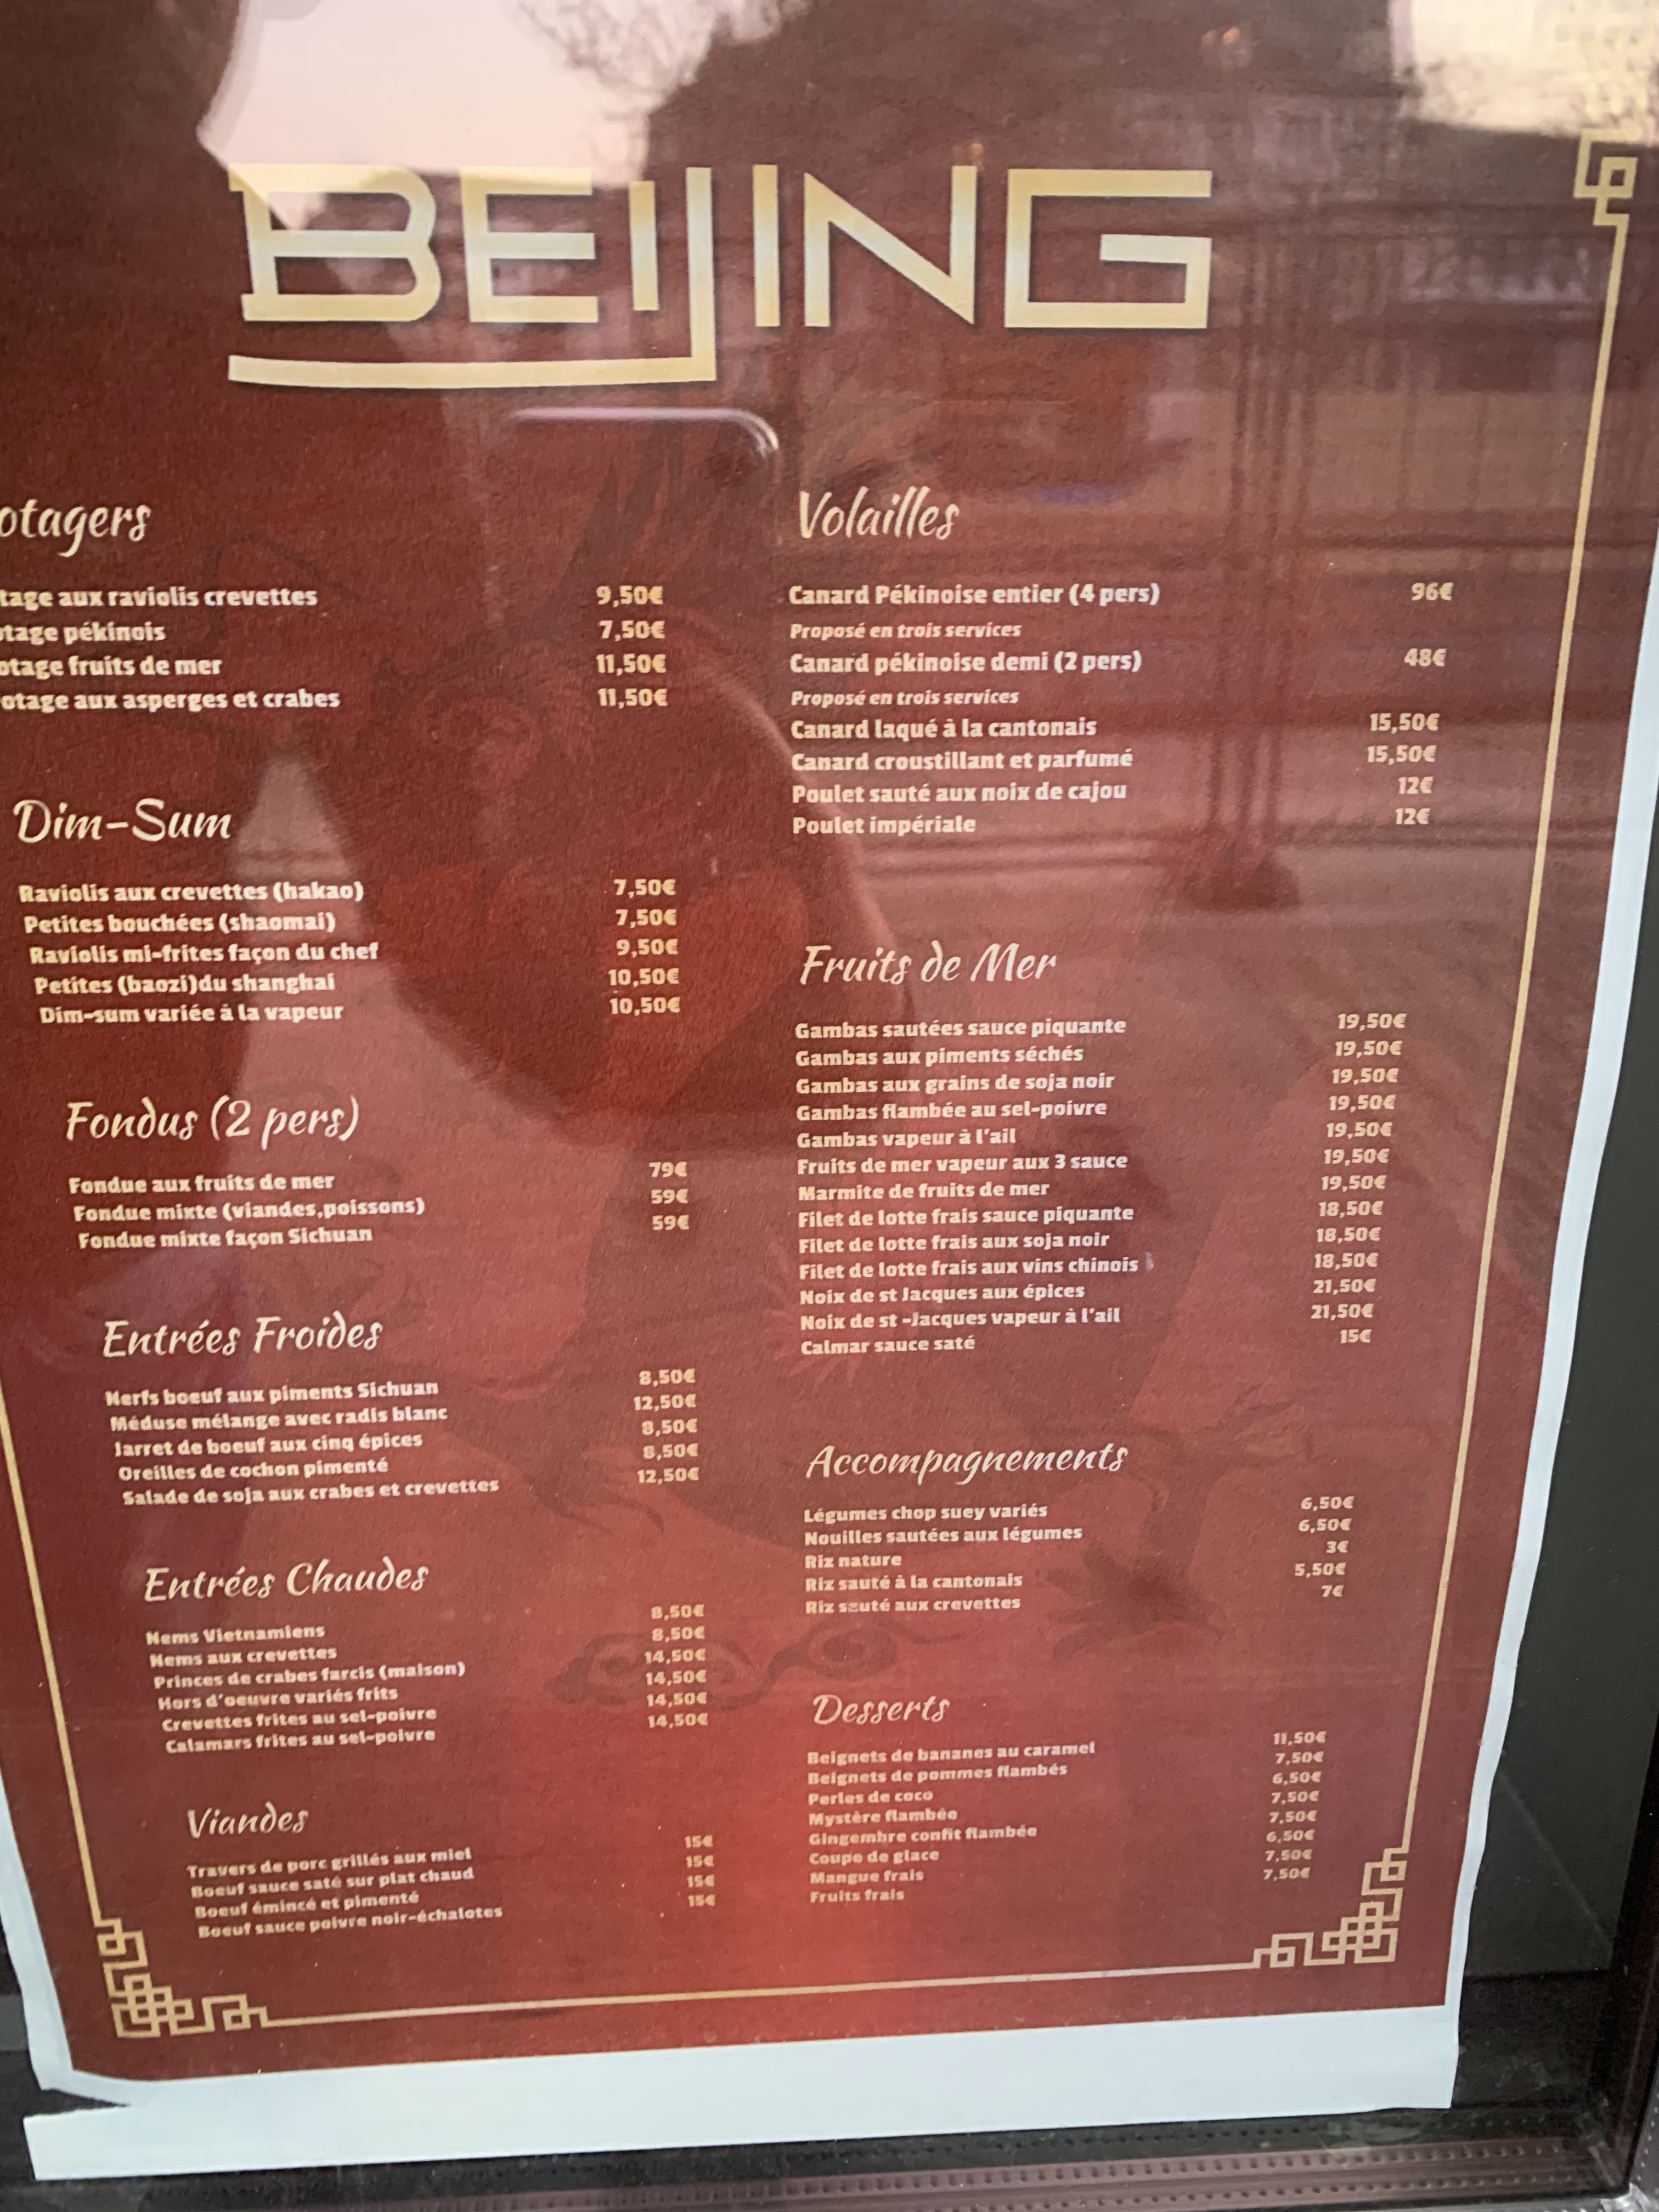 BEIJING
otagers
tage aux raviolis crevettes 9,50€
otage pékinois 7,50€
otage fruits de mer 11,50€
otage aux asperges et crabes 11,50€
Dim-Sum
Raviolis aux crevettes (hakao) 7,50€
Petites bouchées (shaomai) 7,50€
Raviolis mi-frites façon du chef 9,50€
Petites (baozi)du shanghai 10,50€
Dim-sum variée à la vapeur 10,50€
Fondus (2 pers)
Fondue aux fruits de mer 79€
Fondue mixte (viandes,poissons) 59€
Fondue mixte façon Sichuan 59€
Entrées Froides
Nerfs boeuf aux piments Sichuan 8,50€
Méduse mélange avec radis blanc 12,50€
Jarret de boeuf aux cinq épices 8,50€
Oreilles de cochon pimenté 8,50€
Salade de soja aux crabes et crevettes 12,50€
Entrées Chaudes
Nems Vietnamiens 8,50€
Nems aux crevettes 8,50€
Princes de crabes farcis (maison) 14,50€
Hors d'oeuvre variés frits 14,50€
Crevettes frites au sel-poivre 14,50€
Calamars frites au sel-poivre 14,50€
Viandes
Travers de porc grillés aux miel 15€
Boeuf sauce saté sur plat chaud 15€
Boeuf émincé et pimenté 15€
Boeuf sauce poivre noir-échalotes 15€
Volailles
Canard Pékinoise entier (4 pers) 96€
Proposé en trois services
Canard pékinoise demi (2 pers) 48€
Proposé en trois services
Canard laqué à la cantonais 15,50€
Canard croustillant et parfumé 15,50€
Poulet sauté aux noix de cajou 12€
Poulet impériale 12€
Fruits de Mer
Gambas sautées sauce piquante 19,50€
Gambas aux piments séchés 19,50€
Gambas aux grains de soja noir 19,50€
Gambas flambée au sel-poivre 19,50€
Gambas vapeur à l'ail 19,50€
Fruits de mer vapeur aux 3 sauce 19,50€
Marmite de fruits de mer 19,50€
Filet de lotte frais sauce piquante 18,50€
Filet de lotte frais aux soja noir 18,50€
Filet de lotte frais aux vins chinois 18,50€
Noix de st Jacques aux épices 21,50€
Noix de st -Jacques vapeur à l'ail 21,50€
Calmar sauce saté 15€
Accompagnements
Légumes chop suey variés 6,50€
Nouilles sautées aux légumes 6,50€
Riz nature 3€
Riz sauté à la cantonais 5,50€
Riz sauté aux crevettes 7€
Desserts
Beignets de bananes au caramel 11,50€
Beignets de pommes flambés 7,50€
Perles de coco 6,50€
Mystère flambée 7,50€
Gingembre confit flambée 7,50€
Coupe de glace 6,50€
Mangue frais 7,50€
Fruits frais 7,50€